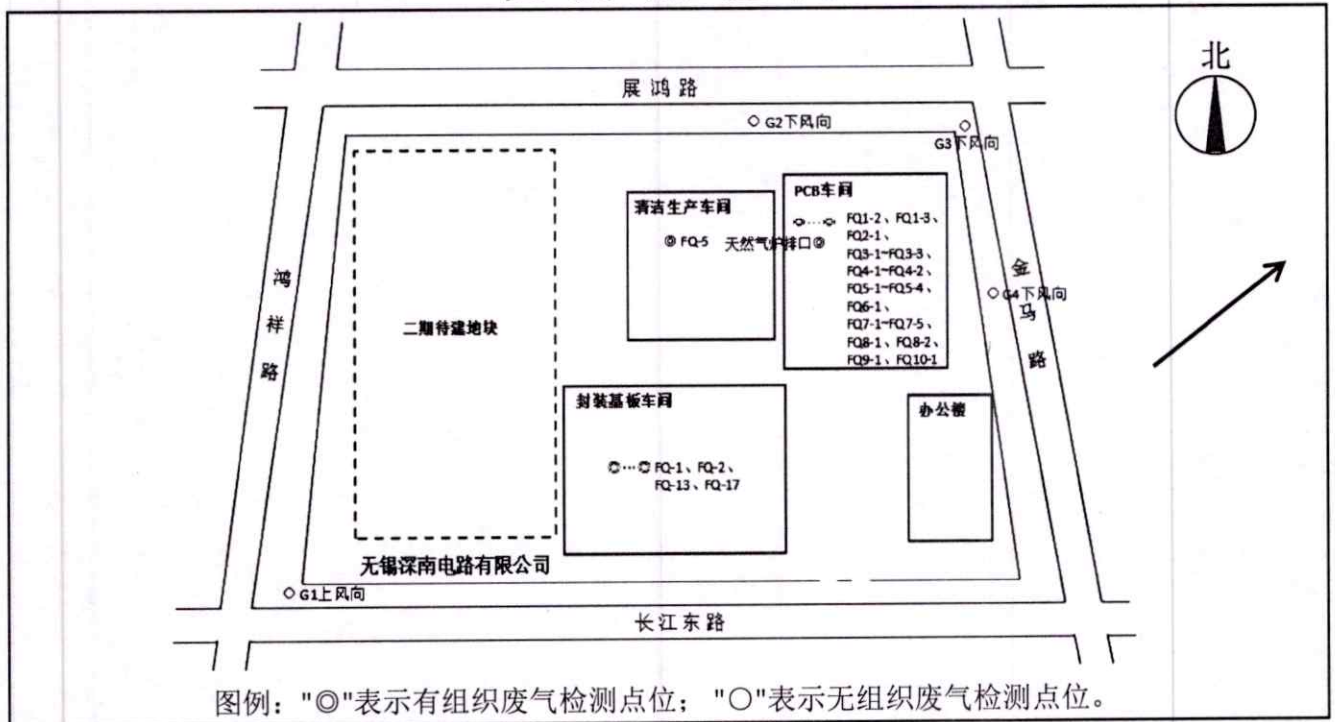 北
展鸿路
G2下风向
G3下风向
PCB车间
清洁生产车间
FQ1-2、FQ1-3、
FQ-5
天然气炉排口
FQ2-1、
FQ3-1~FQ3-3、
FQ4-1~FQ4-2、
FQ5-1~FQ5-4、
FQ6-1、
FQ7-1~FQ7-5、
FQ8-1、FQ8-2、
FQ9-1、FQ10-1
鸿祥路
金马路
G4下风向
二期待建地块
封装基板车间
办公楼
FQ-1、FQ-2、
FQ-13、FQ-17
无锡深南电路有限公司
G1上风向
长江东路
图例："◎"表示有组织废气检测点位；"○"表示无组织废气检测点位。